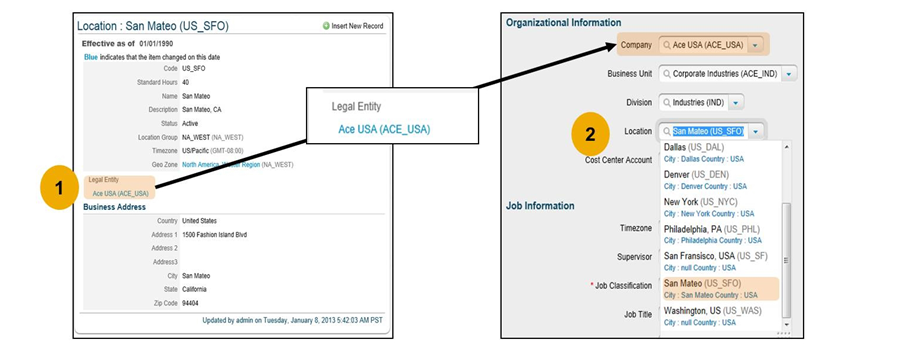 Location : San Mateo (US_SFO)
Insert New Record
Effective as of 01/01/1990
Blue indicates that the item changed on this date
Code US_SFO
Standard Hours 40
Name San Mateo
Description San Mateo, CA
Status Active
Location Group NA_WEST (NA_WEST)
Timezone US/Pacific (GMT-08:00)
Geo Zone North America, Region (NA_WEST)
1
Legal Entity
Ace USA (ACE_USA)
Business Address
Country United States
Address 1 1500 Fashion Island Blvd
Address 2
Address3
City San Mateo
State California
Zip Code 94404
Updated by admin on Tuesday, January 8, 2013 5:42:03 AM PST
Legal Entity
Ace USA (ACE_USA)
Organizational Information
Company Ace USA (ACE_USA)
Business Unit Corporate Industries (ACE_IND)
Division Industries (IND)
2
Location San Mateo (US_SFO)
Cost Center Account
Dallas (US_DAL)
City : Dallas Country : USA
Denver (US_DEN)
City : Denver Country : USA
New York (US_NYC)
City : New York Country : USA
Philadelphia, PA (US_PHL)
City : Philadelphia Country : USA
San Fransisco, USA (US_SF)
City : null Country : USA
San Mateo (US_SFO)
City : San Mateo Country : USA
Washington, US (US_WAS)
City : null Country : USA
Job Information
Timezone
Supervisor
* Job Classification
Job Title